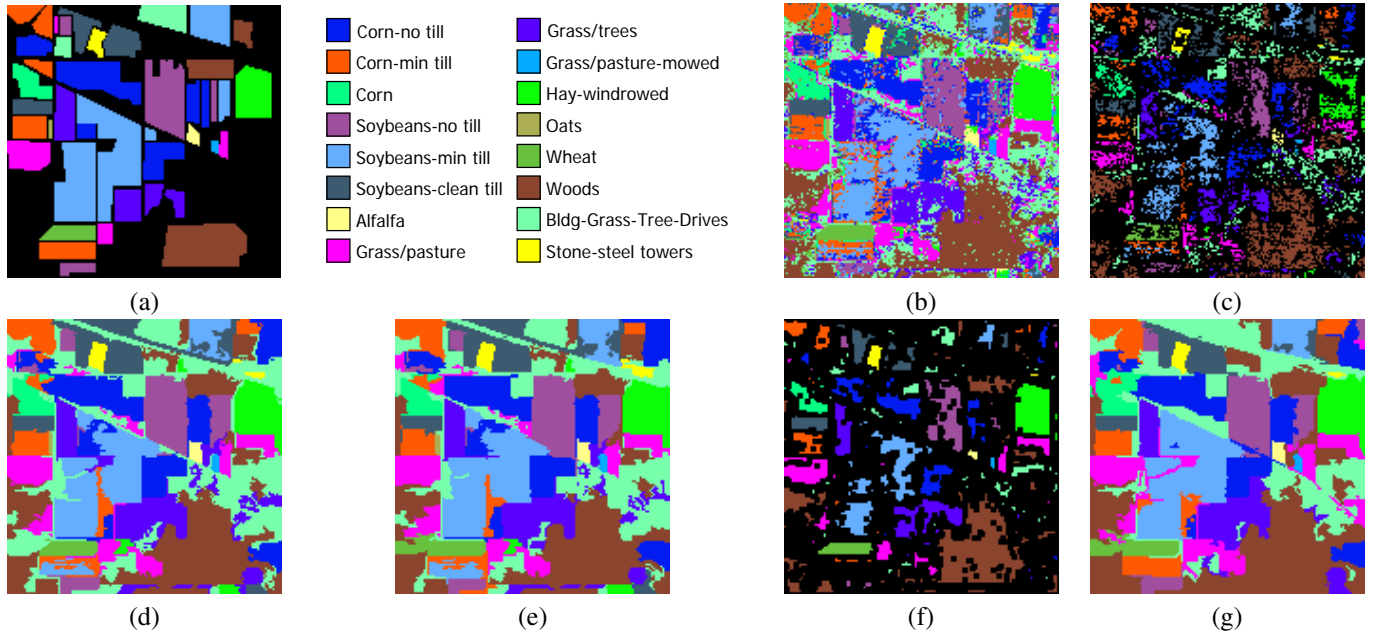 Corn-no till
Corn-min till
Corn
Soybeans-no till
Soybeans-min till
Soybeans-clean till
Alfalfa
Grass/pasture
Grass/trees
Grass/pasture-mowed
Hay-windrowed
Oats
Wheat
Woods
Bldg-Grass-Tree-Drives
Stone-steel towers
(a)
(b)
(c)
(d)
(e)
(f)
(g)